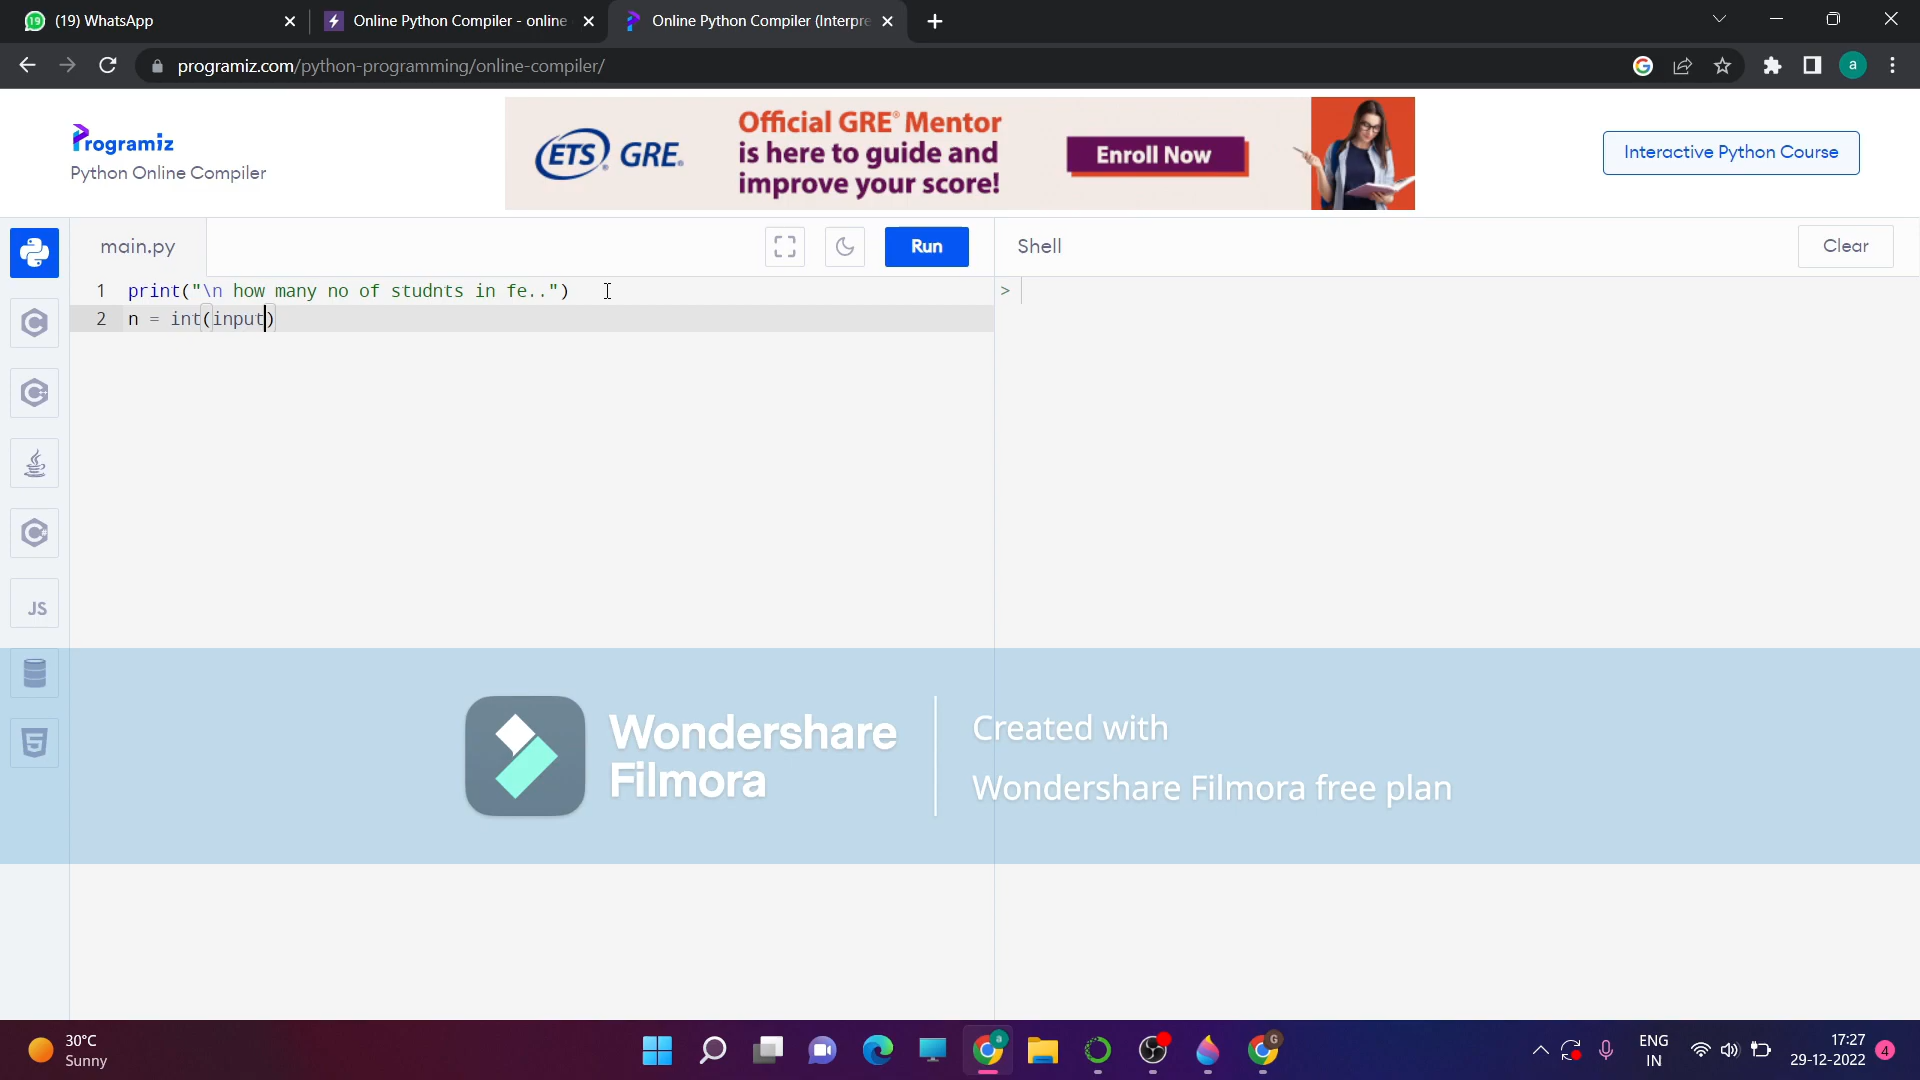 (19) WhatsApp
Online Python Compiler - online
Online Python Compiler (Interpre
programiz.com/python-programming/online-compiler/
a
Programiz
Python Online Compiler
ETS GRE
Official GRE® Mentor
is here to guide and
improve your score!
Enroll Now
Interactive Python Course
main.py
Run
Shell
Clear
1 print("\n how many no of studnts in fe..")
2 n = int(input)
>
JS
Wondershare
Filmora
Created with
Wondershare Filmora free plan
30°C
Sunny
ENG
IN
17:27
29-12-2022
4